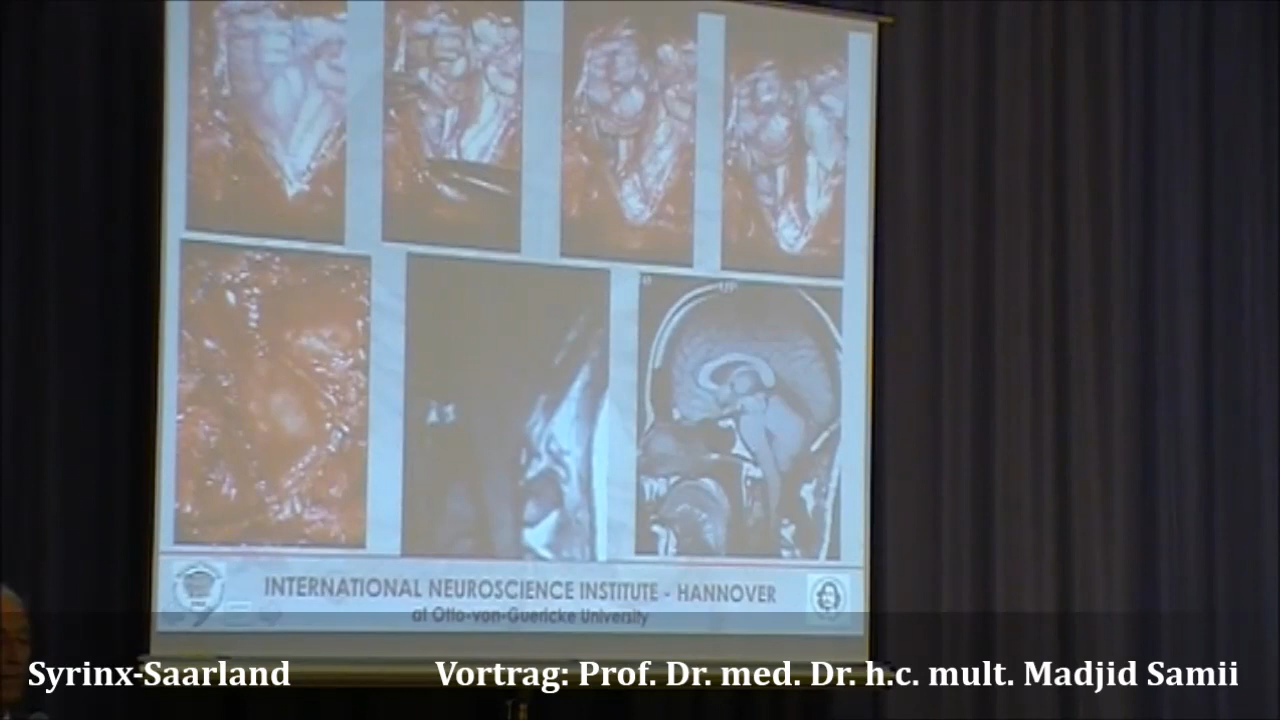 INTERNATIONAL NEUROSCIENCE INSTITUTE - HANNOVER
at Otto-von-Guericke University
Syrinx-Saarland
Vortrag: Prof. Dr. med. Dr. h.c. mult. Madjid Samii